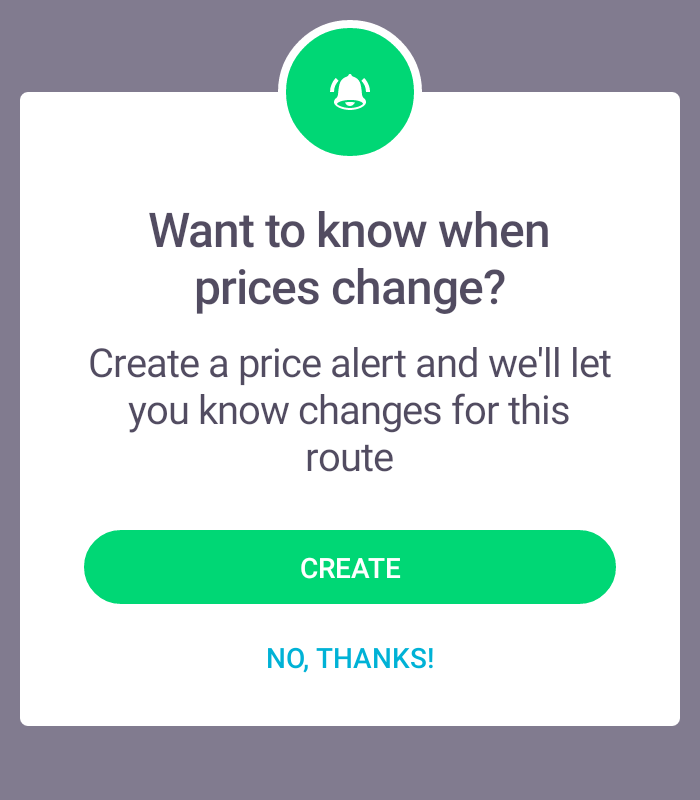 Want to know when
prices change?
Create a price alert and we'll let
you know changes for this
route
CREATE
NO, THANKS!